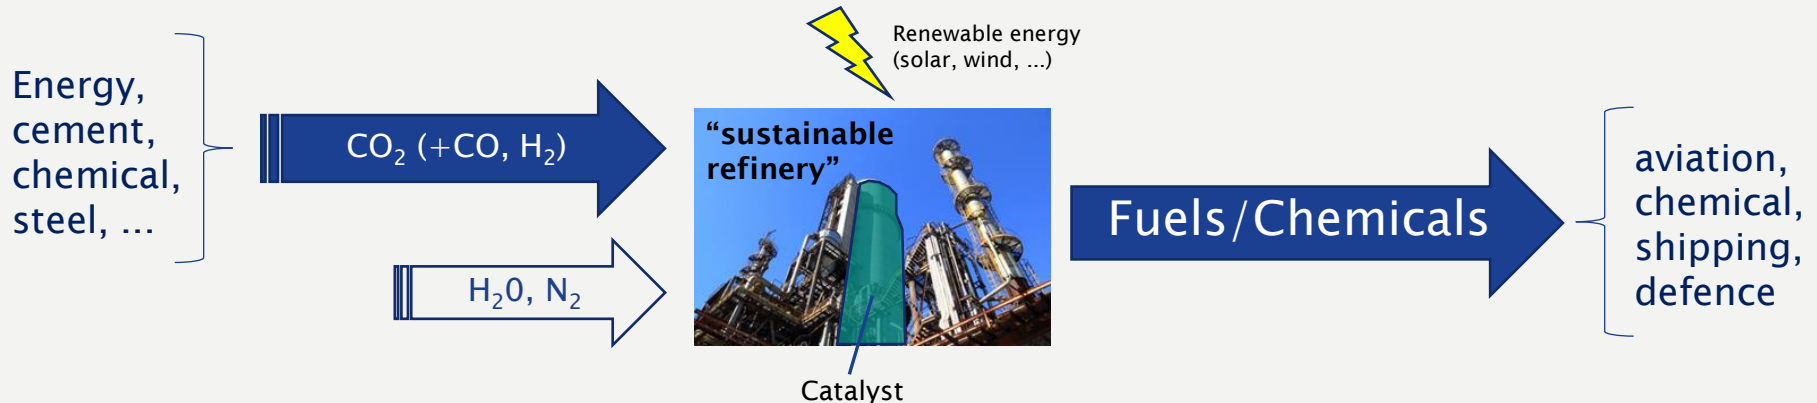 Energy,
cement,
chemical,
steel, ...
CO₂ (+CO, H₂)
H₂0, N₂
Renewable energy
(solar, wind, ...)
“sustainable
refinery”
Catalyst
Fuels/Chemicals
aviation,
chemical,
shipping,
defence